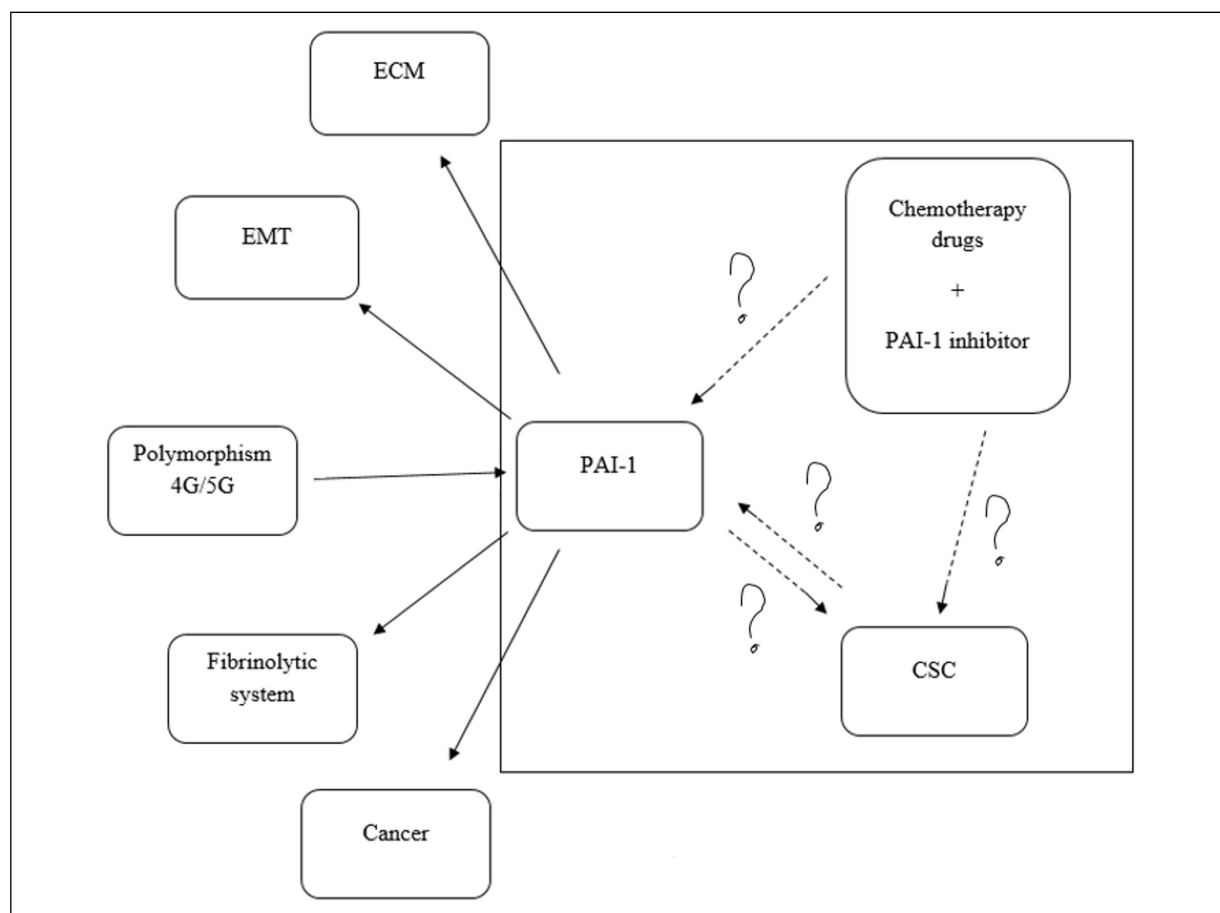 ECM
Chemotherapy
drugs
+
PAI-1 inhibitor
EMT
?
Polymorphism
4G/5G
PAI-1
?
?
?
Fibrinolytic
system
CSC
Cancer